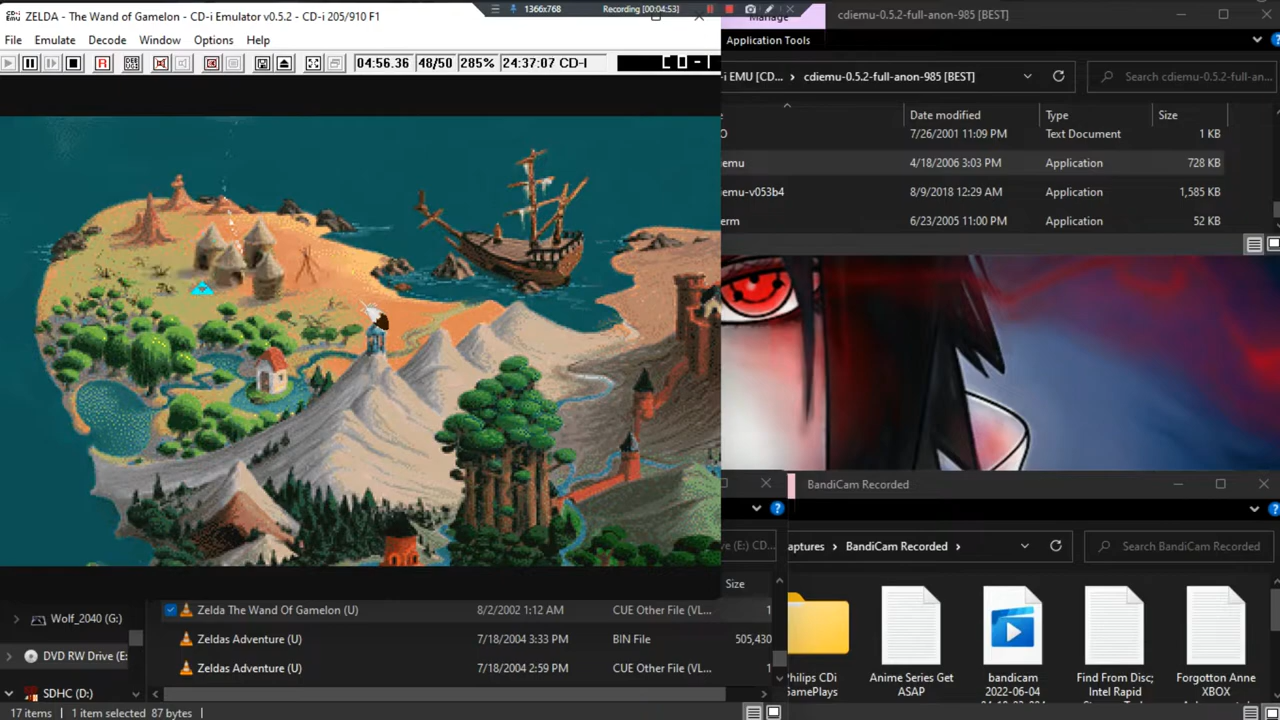 1366x768
Recording [00:04:53]
ZELDA - The Wand of Gamelon - CD-i Emulator v0.5.2 - CD-i 205/910 F1
Manage
cdiemu-0.5.2-full-anon-985 [BEST]
File Emulate Decode Window Options Help
Application Tools
04:56.36 48/50 285% 24:37:07 CD-I
CD-I
-i EMU [CD... > cdiemu-0.5.2-full-anon-985 [BEST]
Search cdiemu-0.5.2-full-an...
Date modified Type Size
O 7/26/2001 11:09 PM Text Document 1 KB
emu 4/18/2006 3:03 PM Application 728 KB
emu-v053b4 8/9/2018 12:29 AM Application 1,585 KB
erm 6/23/2005 11:00 PM Application 52 KB
BandiCam Recorded
ve (E:) CD...
aptures > BandiCam Recorded >
Search BandiCam Recorded
Size
Wolf_2040 (G:)
Zelda The Wand Of Gamelon (U) 8/2/2002 1:12 AM CUE Other File (VL... 1
DVD RW Drive (E:
Zeldas Adventure (U) 7/18/2004 3:33 PM BIN File 505,430
SDHC (D:)
Zeldas Adventure (U) 7/18/2004 2:59 PM CUE Other File (VL... 1
Philips CDi GamePlays
Anime Series Get ASAP
bandicam 2022-06-04
Find From Disc; Intel Rapid
Forgotton Anne XBOX
17 items 1 item selected 87 bytes